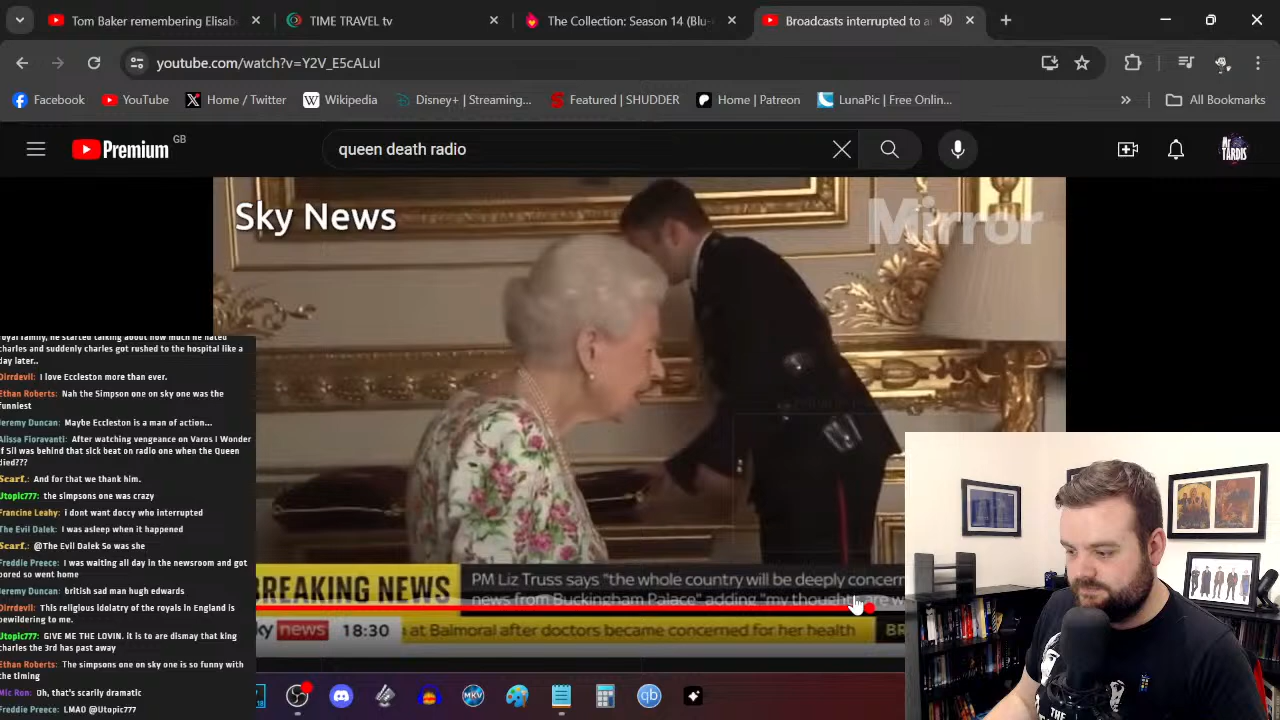 Tom Baker remembering Elisab
TIME TRAVEL tv
The Collection: Season 14 (Blu-
Broadcasts interrupted to a
youtube.com/watch?v=Y2V_E5cALuI
Facebook
YouTube
Home / Twitter
Wikipedia
Disney+ | Streaming...
Featured | SHUDDER
Home | Patreon
LunaPic | Free Onlin...
All Bookmarks
Premium GB
queen death radio
Sky News
Mirror
royal family, he started talking about how much he hated
charles and suddenly charles got rushed to the hospital like a
day later..
Dirrdevil: I love Eccleston more than ever.
Ethan Roberts: Nah the Simpson one on sky one was the
funniest
Jeremy Duncan: Maybe Eccleston is a man of action...
Alissa Fioravanti: After watching vengeance on Varos I Wonder
if Sil was behind that sick beat on radio one when the Queen
died???
Scarf.: And for that we thank him.
Utopic777: the simpsons one was crazy
Francine Leahy: i dont want doccy who interrupted
The Evil Dalek: I was asleep when it happened
Scarf.: @The Evil Dalek So was she
Freddie Preece: I was waiting all day in the newsroom and got
bored so went home
Jeremy Duncan: british sad man hugh edwards
Dirrdevil: This religious idolatry of the royals in England is
bewildering to me.
Utopic777: GIVE ME THE LOVIN. it is to are dismay that king
charles the 3rd has past away
Ethan Roberts: The simpsons one on sky one is so funny with
the timing
Mic Ron: Oh, that's scarily dramatic
Freddie Preece: LMAO @Utopic777
BREAKING NEWS
PM Liz Truss says "the whole country will be deeply concern
news from Buckingham Palace" adding "my thoughts are w
ky news 18:30 at Balmoral after doctors became concerned for her health BR
MKV
qb
THE